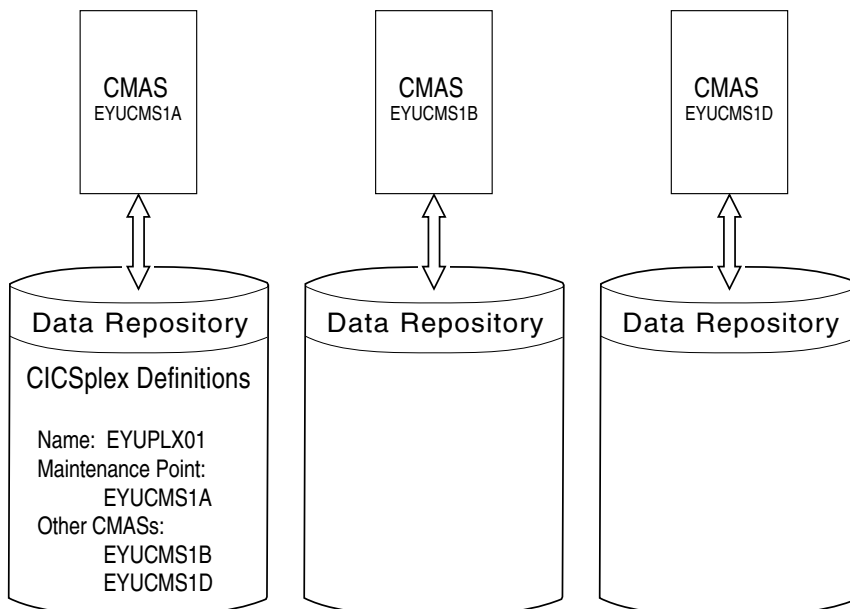 CMAS
EYUCMS1A
CMAS
EYUCMS1B
CMAS
EYUCMS1D
Data Repository
Data Repository
Data Repository
CICSplex Definitions
Name: EYUPLX01
Maintenance Point:
EYUCMS1A
Other CMASs:
EYUCMS1B
EYUCMS1D